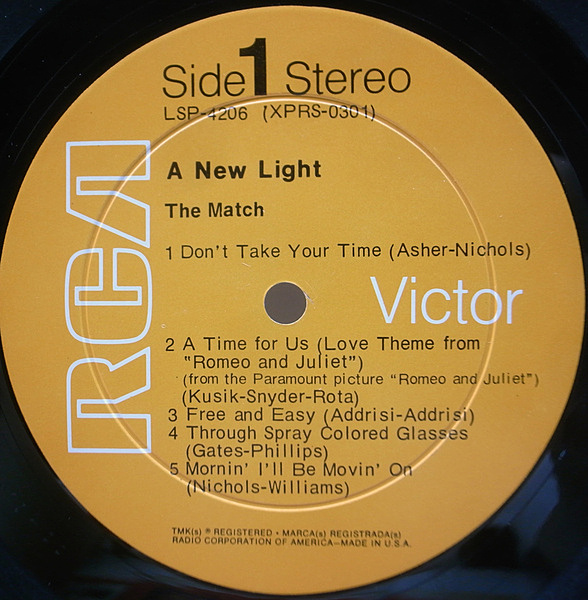 Side 1 Stereo
LSP-4206 (XPRS-0301)
A New Light
The Match
1 Don't Take Your Time (Asher-Nichols)
RCA
Victor
2 A Time for Us (Love Theme from
"Romeo and Juliet")
(from the Paramount picture "Romeo and Juliet")
(Kusik-Snyder-Rota)
3 Free and Easy (Addrisi-Addrisi)
4 Through Spray Colored Glasses
(Gates-Phillips)
5 Mornin' I'll Be Movin' On
(Nichols-Williams)
TMK(s) ® REGISTERED • MARCA(s) REGISTRADA(s)
RADIO CORPORATION OF AMERICA—MADE IN U.S.A.